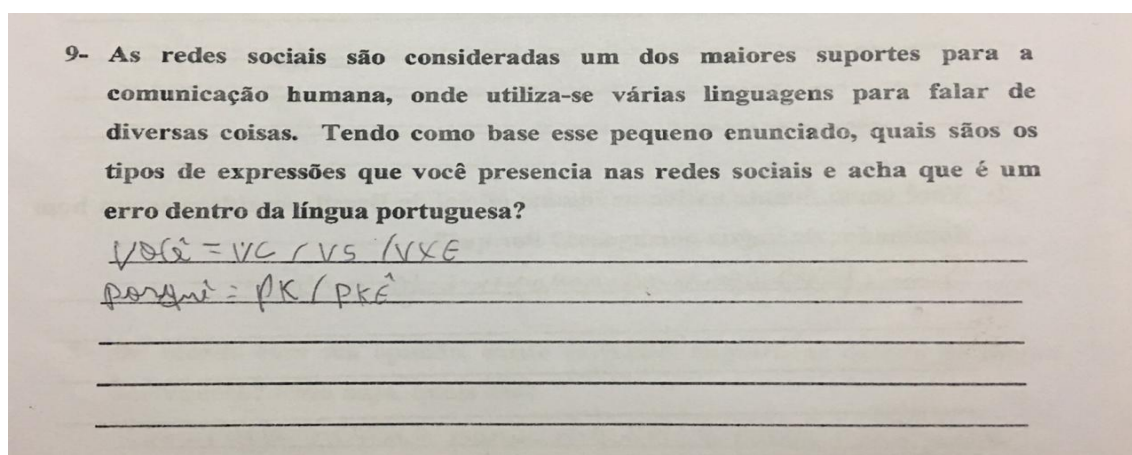 9- As redes sociais são consideradas um dos maiores suportes para a
comunicação humana, onde utiliza-se várias linguagens para falar de
diversas coisas. Tendo como base esse pequeno enunciado, quais sãos os
tipos de expressões que você presencia nas redes sociais e acha que é um
erro dentro da língua portuguesa?
você = VC / VS / VXE
porquê = PK / PKÊ